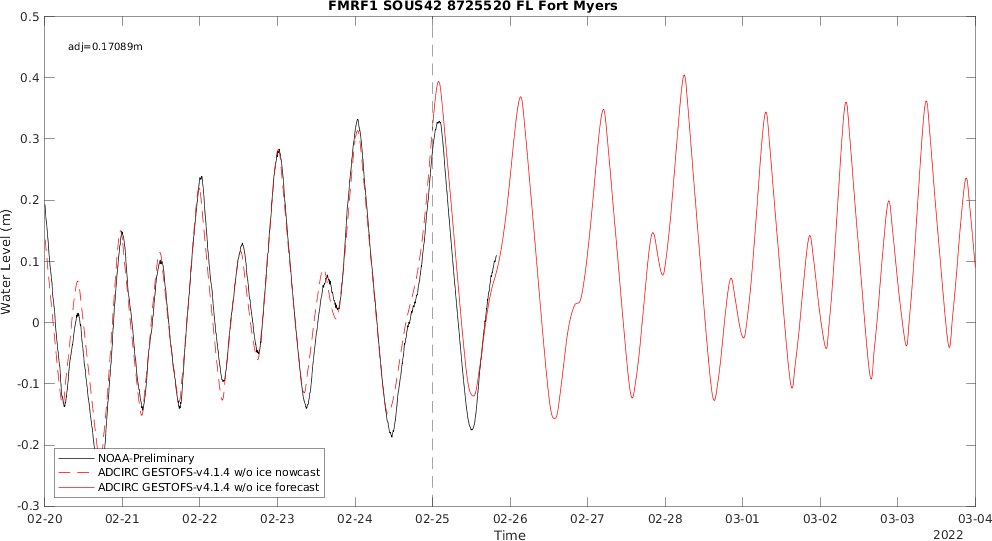 FMRF1 SOUS42 8725520 FL Fort Myers
adj=0.17089m
0.5
0.4
0.3
0.2
0.1
0
-0.1
-0.2
-0.3
Water Level (m)
NOAA-Preliminary
ADCIRC GESTOFS-v4.1.4 w/o ice nowcast
ADCIRC GESTOFS-v4.1.4 w/o ice forecast
02-20 02-21 02-22 02-23 02-24 02-25 02-26 02-27 02-28 03-01 03-02 03-03 03-04
Time
2022